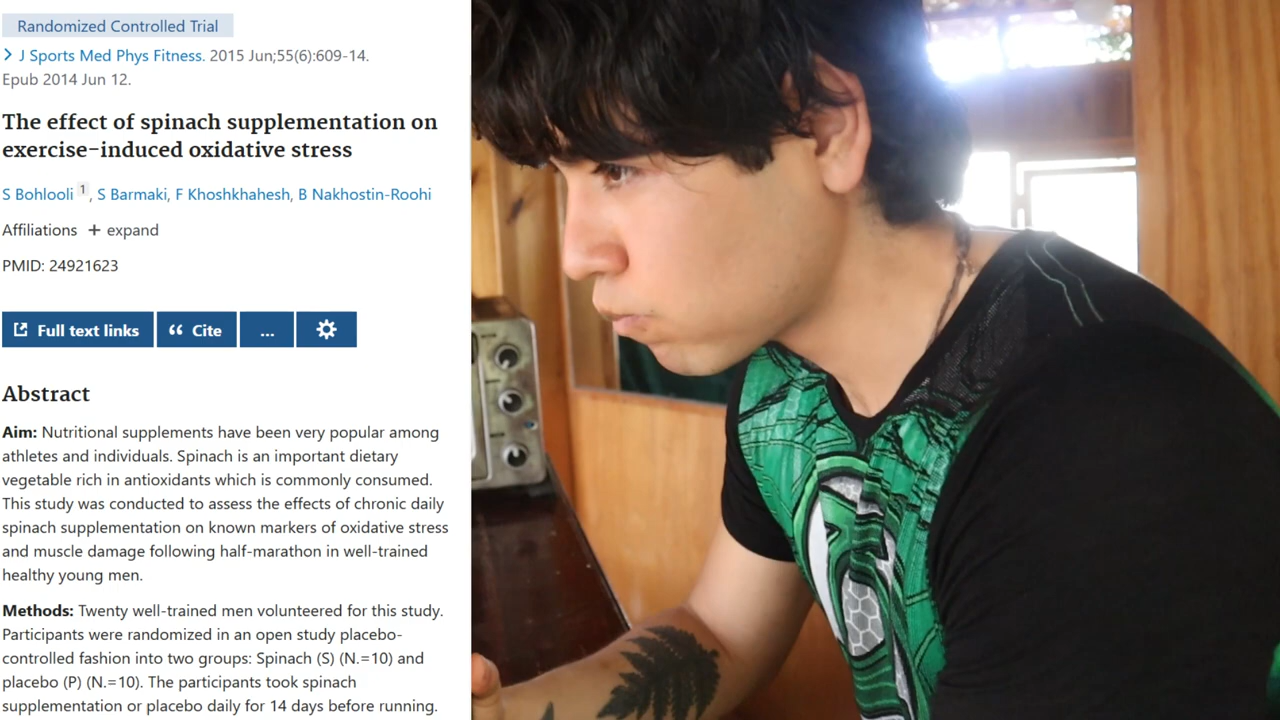 Randomized Controlled Trial
> J Sports Med Phys Fitness. 2015 Jun;55(6):609-14.
Epub 2014 Jun 12.
The effect of spinach supplementation on
exercise-induced oxidative stress
S Bohlooli 1, S Barmaki, F Khoshkhahesh, B Nakhostin-Roohi
Affiliations + expand
PMID: 24921623
Full text links
Cite
...
Abstract
Aim: Nutritional supplements have been very popular among
athletes and individuals. Spinach is an important dietary
vegetable rich in antioxidants which is commonly consumed.
This study was conducted to assess the effects of chronic daily
spinach supplementation on known markers of oxidative stress
and muscle damage following half-marathon in well-trained
healthy young men.
Methods: Twenty well-trained men volunteered for this study.
Participants were randomized in an open study placebo-
controlled fashion into two groups: Spinach (S) (N.=10) and
placebo (P) (N.=10). The participants took spinach
supplementation or placebo daily for 14 days before running.